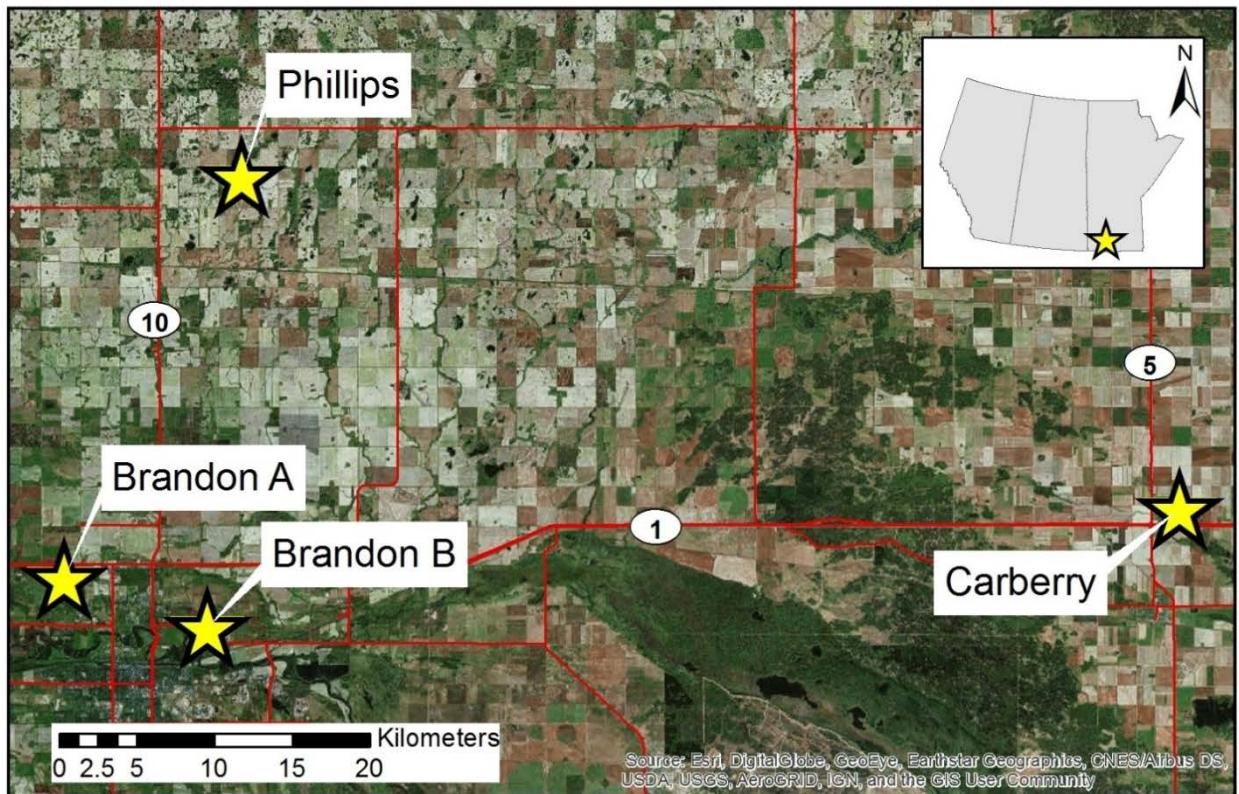 Phillips
N
10
5
Brandon A
Brandon B
1
Carberry
Kilometers
0 2.5 5 10 15 20
Source: Esri, DigitalGlobe, GeoEye, Earthstar Geographics, CNES/Airbus DS,
USDA, USGS, AeroGRID, IGN, and the GIS User Community